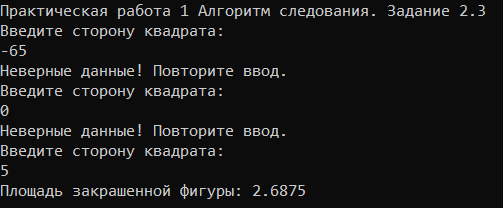 Практическая работа 1 Алгоритм следования. Задание 2.3
Введите сторону квадрата:
-65
Неверные данные! Повторите ввод.
Введите сторону квадрата:
0
Неверные данные! Повторите ввод.
Введите сторону квадрата:
5
Площадь закрашенной фигуры: 2.6875